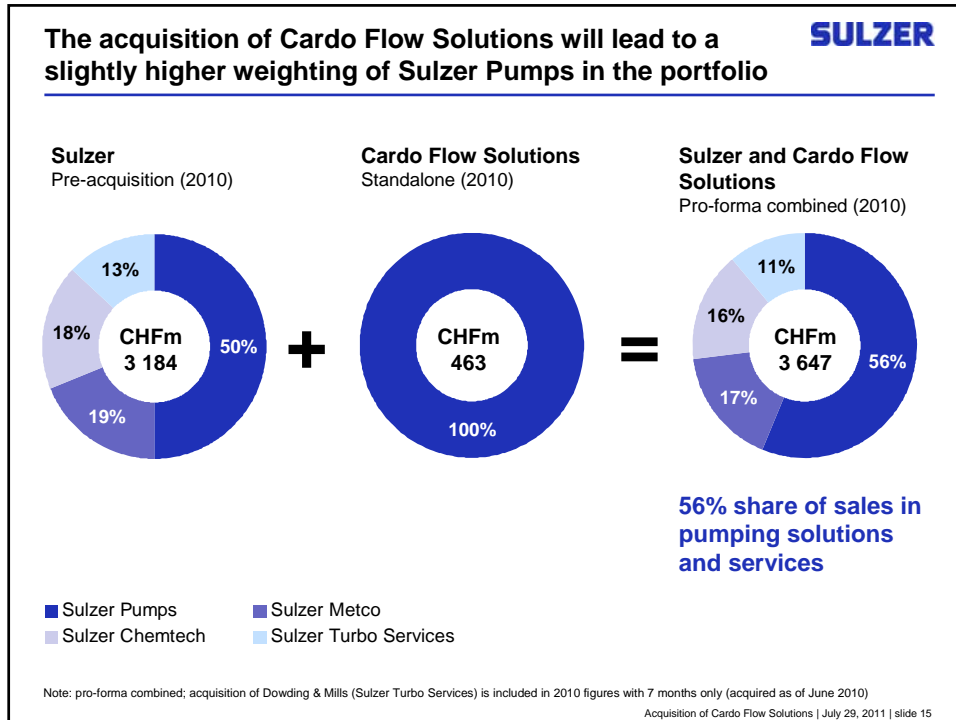 The acquisition of Cardo Flow Solutions will lead to a
slightly higher weighting of Sulzer Pumps in the portfolio
SULZER
Sulzer
Pre-acquisition (2010)
13%
18%
CHFm
3 184
50%
19%
+
Cardo Flow Solutions
Standalone (2010)
CHFm
463
100%
=
Sulzer and Cardo Flow
Solutions
Pro-forma combined (2010)
11%
16%
CHFm
3 647
56%
17%
56% share of sales in
pumping solutions
and services
Sulzer Pumps
Sulzer Metco
Sulzer Chemtech
Sulzer Turbo Services
Note: pro-forma combined; acquisition of Dowding & Mills (Sulzer Turbo Services) is included in 2010 figures with 7 months only (acquired as of June 2010)
Acquisition of Cardo Flow Solutions | July 29, 2011 | slide 15